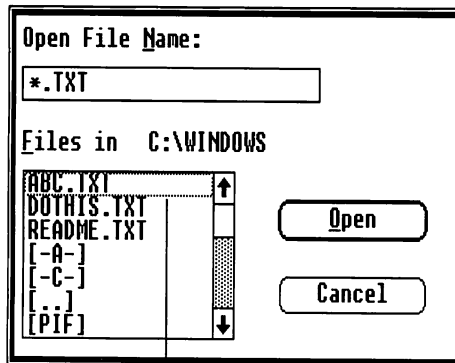 Open File Name:
*.TXT
Files in C:\WINDOWS
ABC.TXT
DOTHIS.TXT
README.TXT
[-A-]
[-C-]
[..]
[PIF]
Open
Cancel